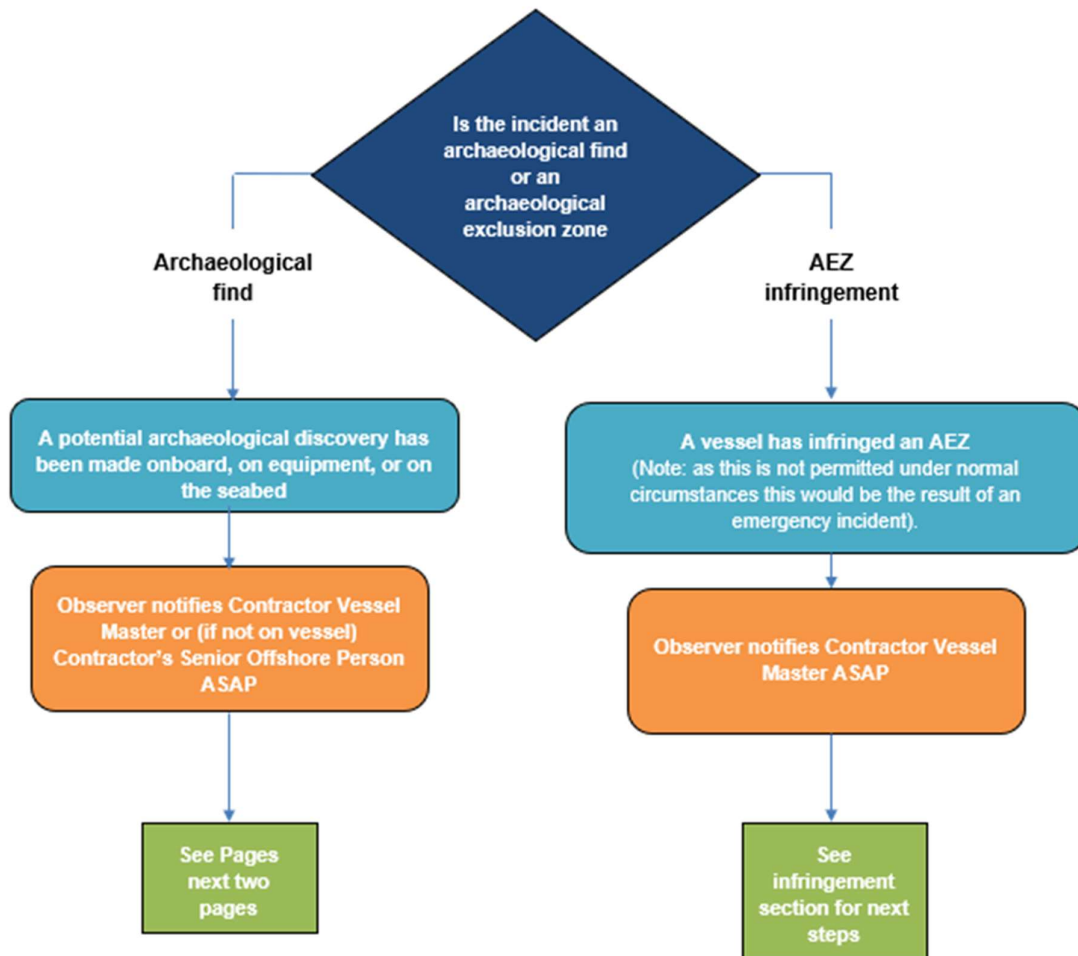 Is the incident an
archaeological find
or an
archaeological
exclusion zone
Archaeological
find
AEZ
infringement
A potential archaeological discovery has
been made onboard, on equipment, or on
the seabed
A vessel has infringed an AEZ
(Note: as this is not permitted under normal
circumstances this would be the result of an
emergency incident).
Observer notifies Contractor Vessel
Master or (if not on vessel)
Contractor's Senior Offshore Person
ASAP
Observer notifies Contractor Vessel
Master ASAP
See Pages
next two
pages
See
infringement
section for next
steps